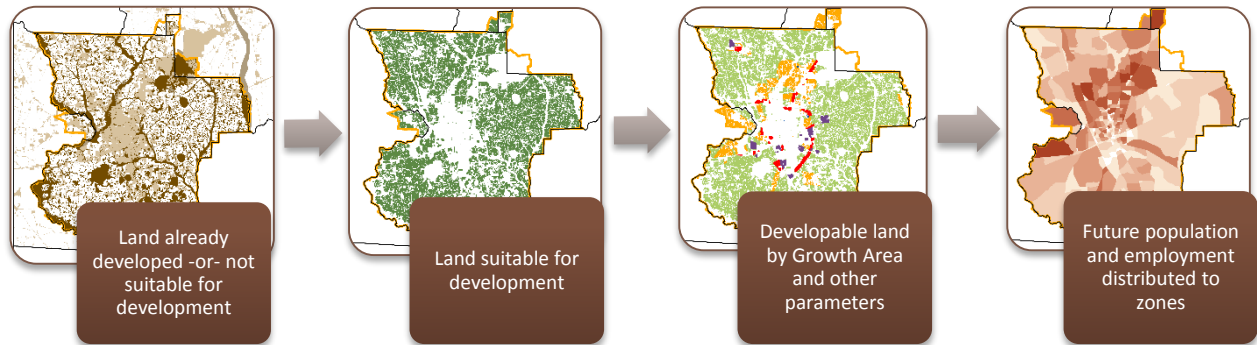 Land already
developed -or- not
suitable for
development
Land suitable for
development
Developable land
by Growth Area
and other
parameters
Future population
and employment
distributed to
zones